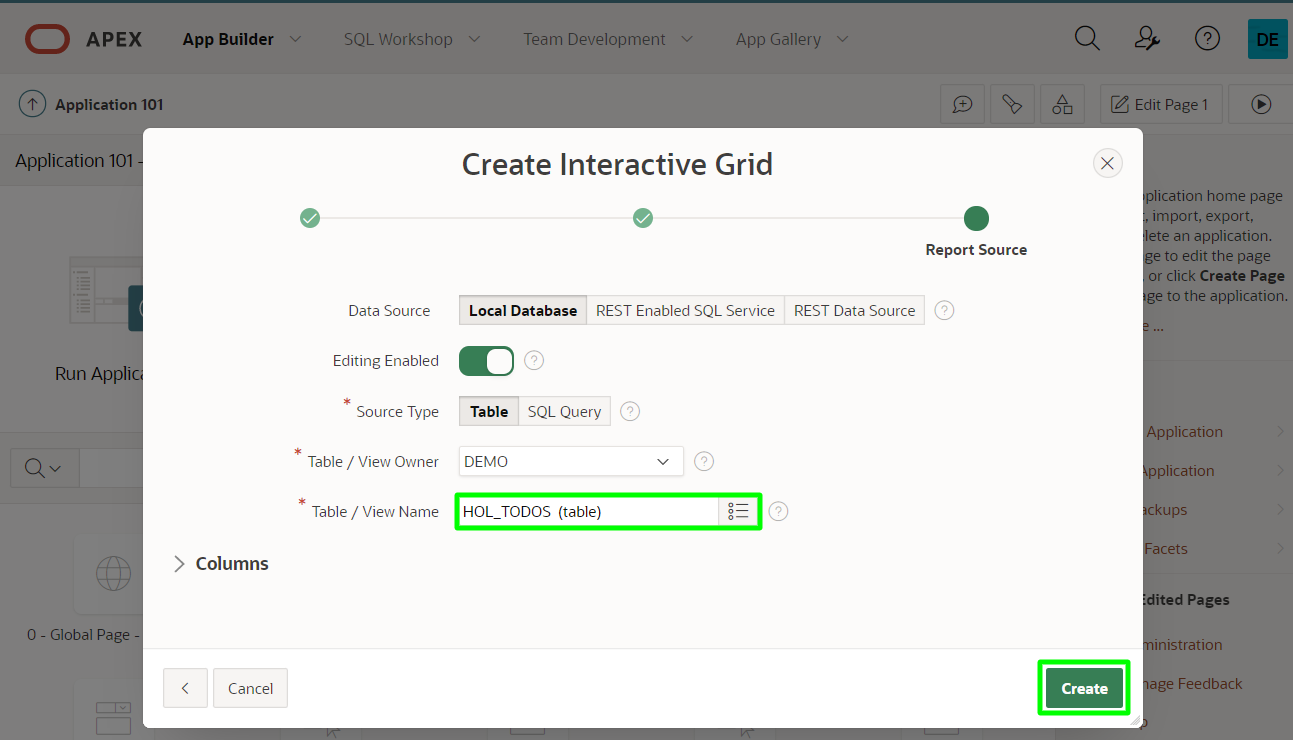 APEX App Builder SQL Workshop Team Development App Gallery DE
Application 101 Edit Page 1
Application 101 -
Create Interactive Grid
Report Source
Data Source Local Database REST Enabled SQL Service REST Data Source ?
Editing Enabled ?
* Source Type Table SQL Query ?
* Table / View Owner DEMO ?
* Table / View Name HOL_TODOS (table) ?
Columns
Cancel Create
Run Applica
0 - Global Page -
plication home page
, import, export,
lete an application.
ge to edit the page
, or click Create Page
age to the application.
e ...
Application
Application
ackups
Facets
Edited Pages
ministration
nage Feedback
p